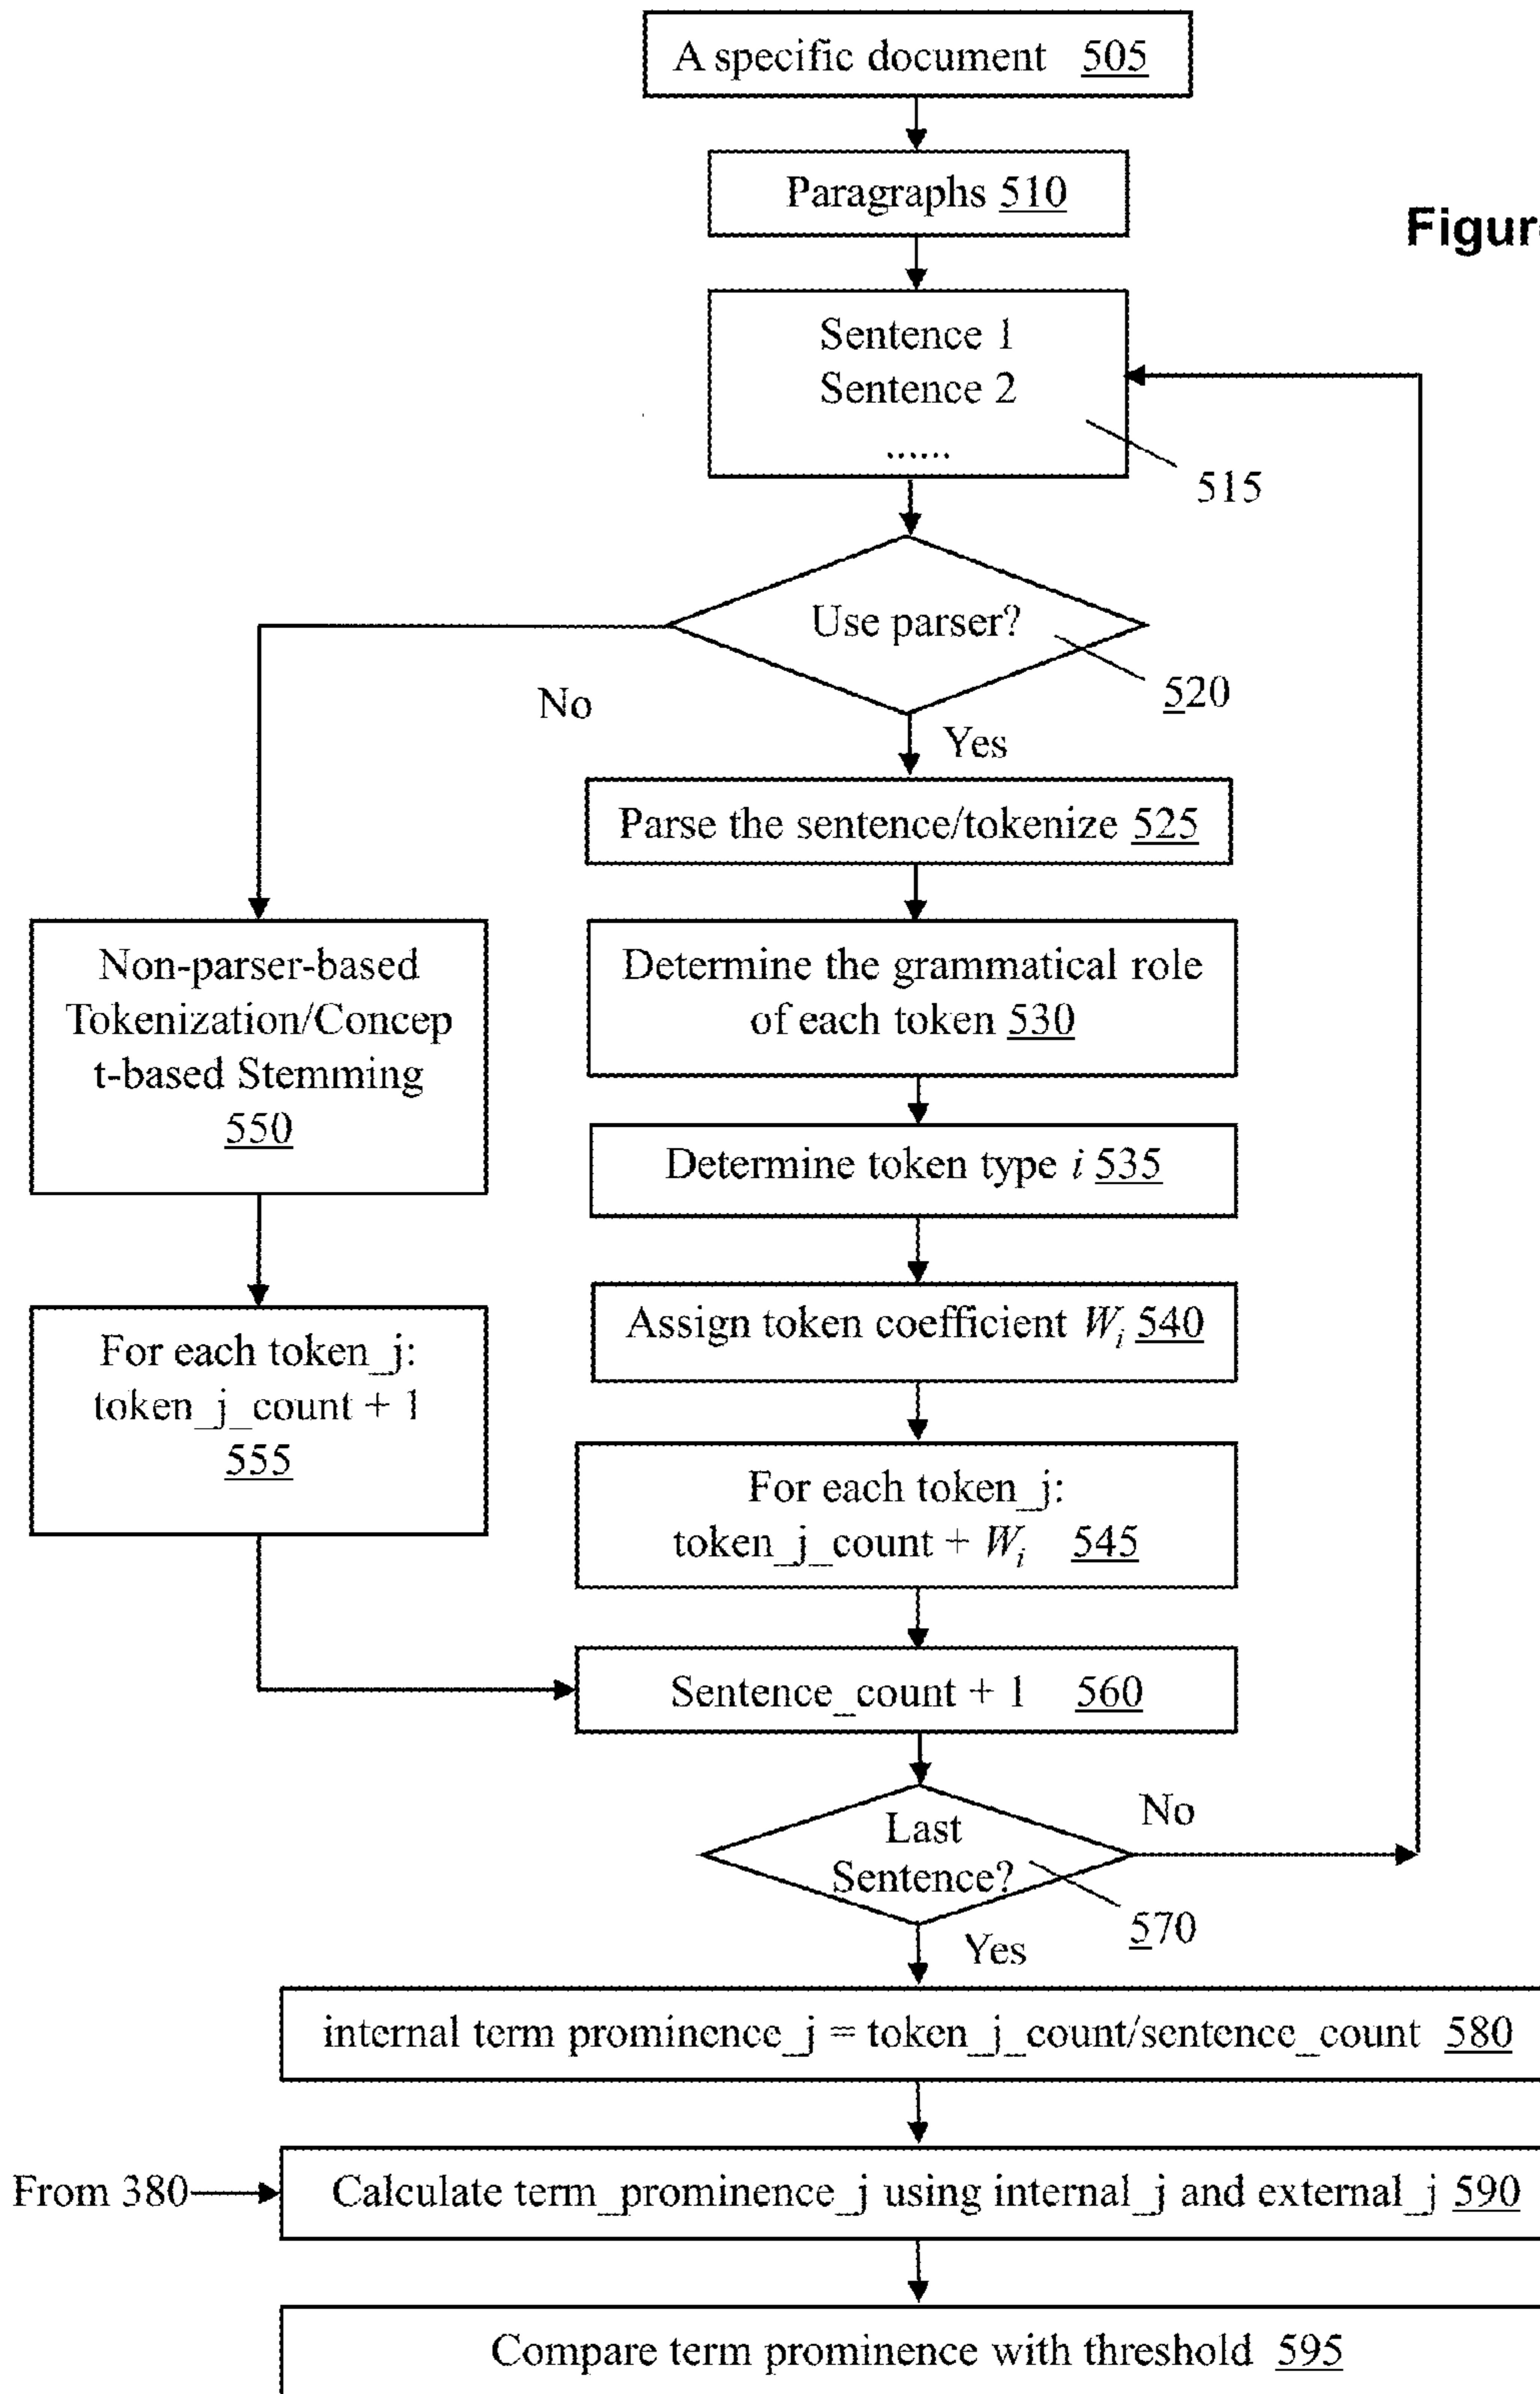 A specific document 505
Paragraphs 510
Figur
Sentence 1
Sentence 2
......
515
Use parser?
520
No
Yes
Parse the sentence/tokenize 525
Non-parser-based
Tokenization/Concep
t-based Stemming
550
Determine the grammatical role
of each token 530
Determine token type i 535
Assign token coefficient Wi 540
For each token_j:
token_j_count + 1
555
For each token_j:
token_j_count + Wi 545
Sentence_count + 1 560
Last
Sentence?
No
570
Yes
internal term prominence_j = token_j_count/sentence_count 580
From 380
Calculate term_prominence_j using internal_j and external_j 590
Compare term prominence with threshold 595